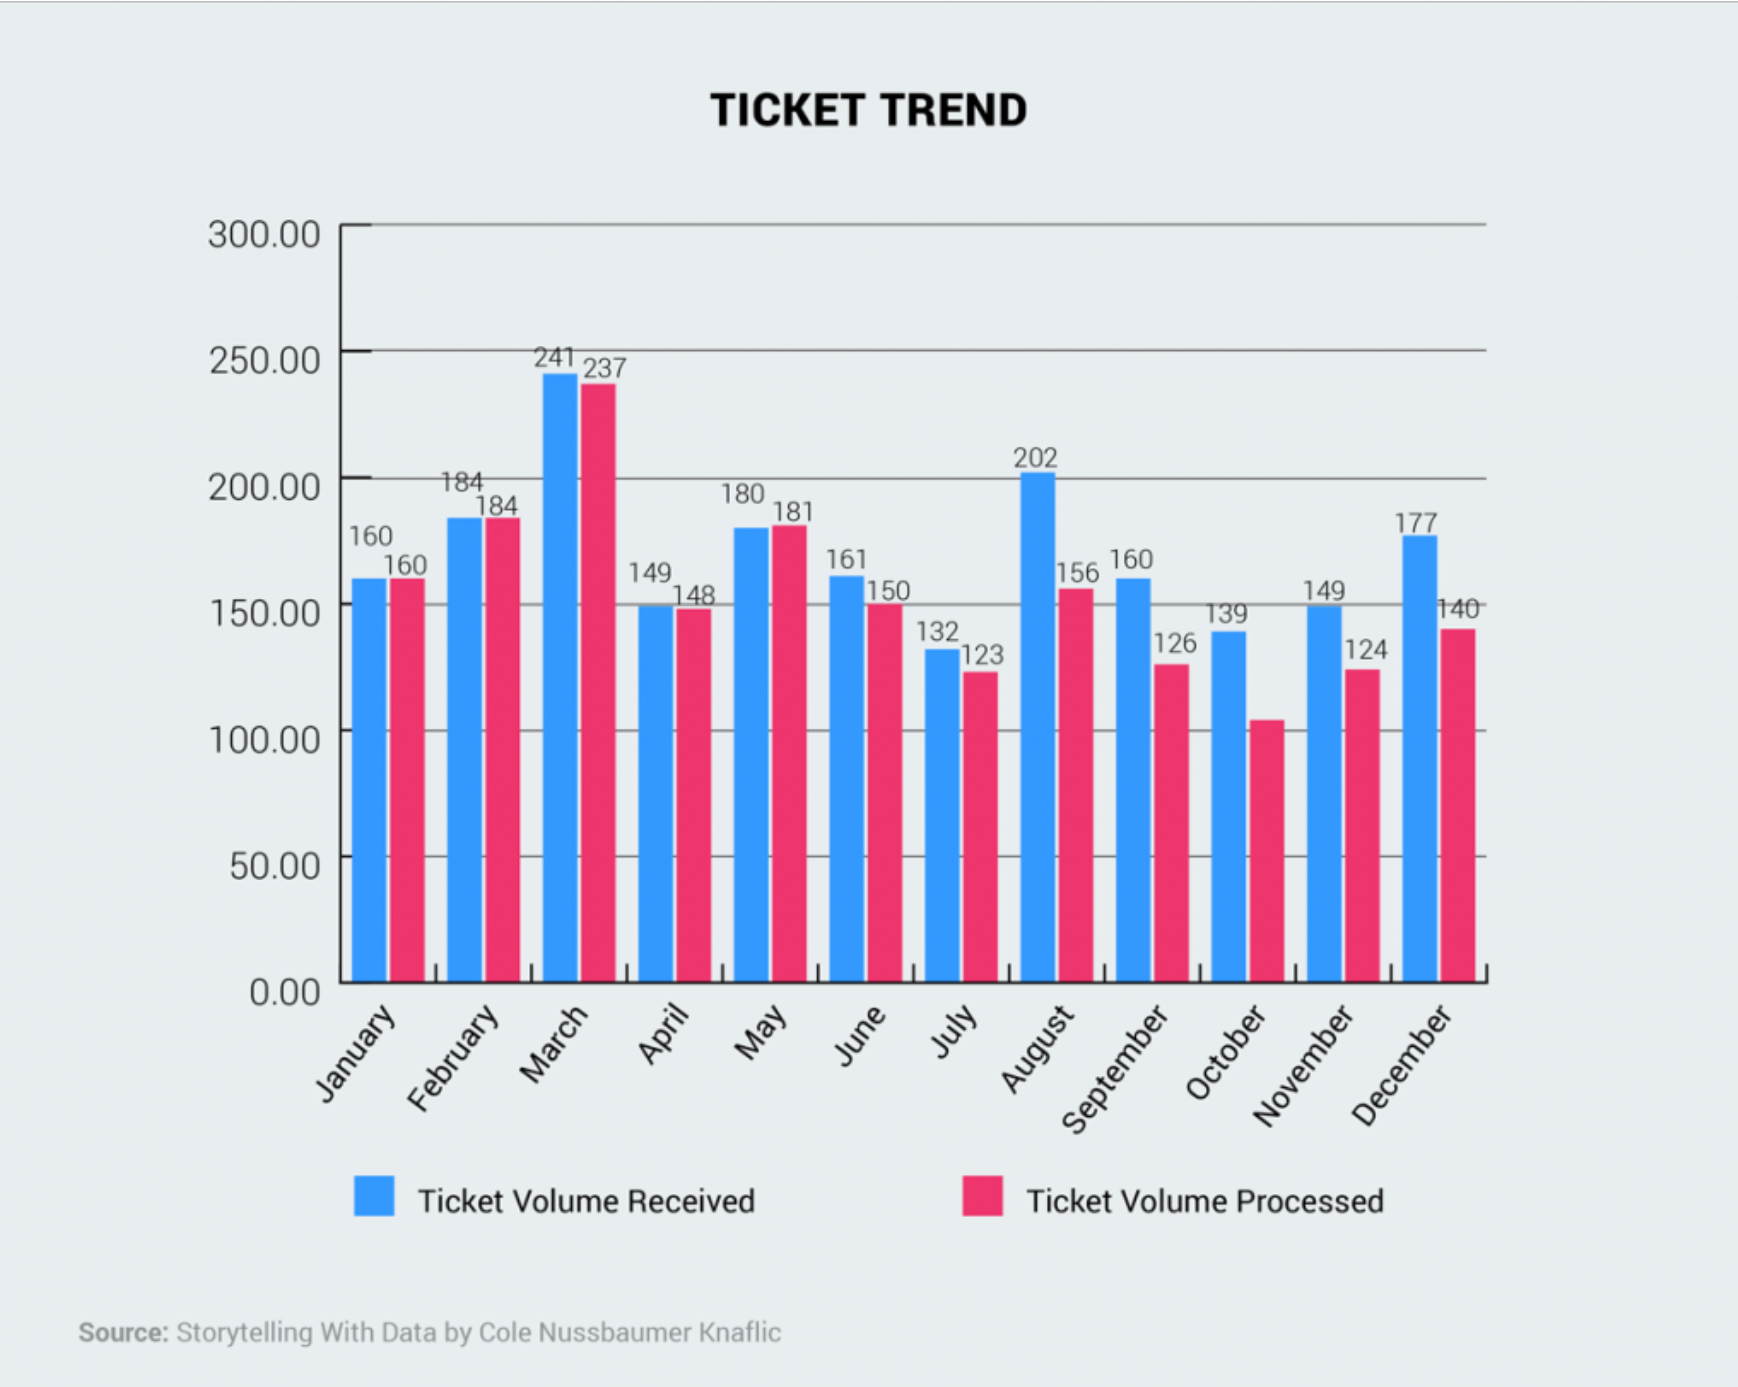 TICKET TREND
300.00
250.00
200.00
150.00
100.00
50.00
0.00
160
160
184
184
241
237
149
148
180
181
161
150
132
123
202
156
160
126
139
149
124
177
140
January
February
March
April
May
June
July
August
September
October
November
December
Ticket Volume Received
Ticket Volume Processed
Source: Storytelling With Data by Cole Nussbaumer Knaflic